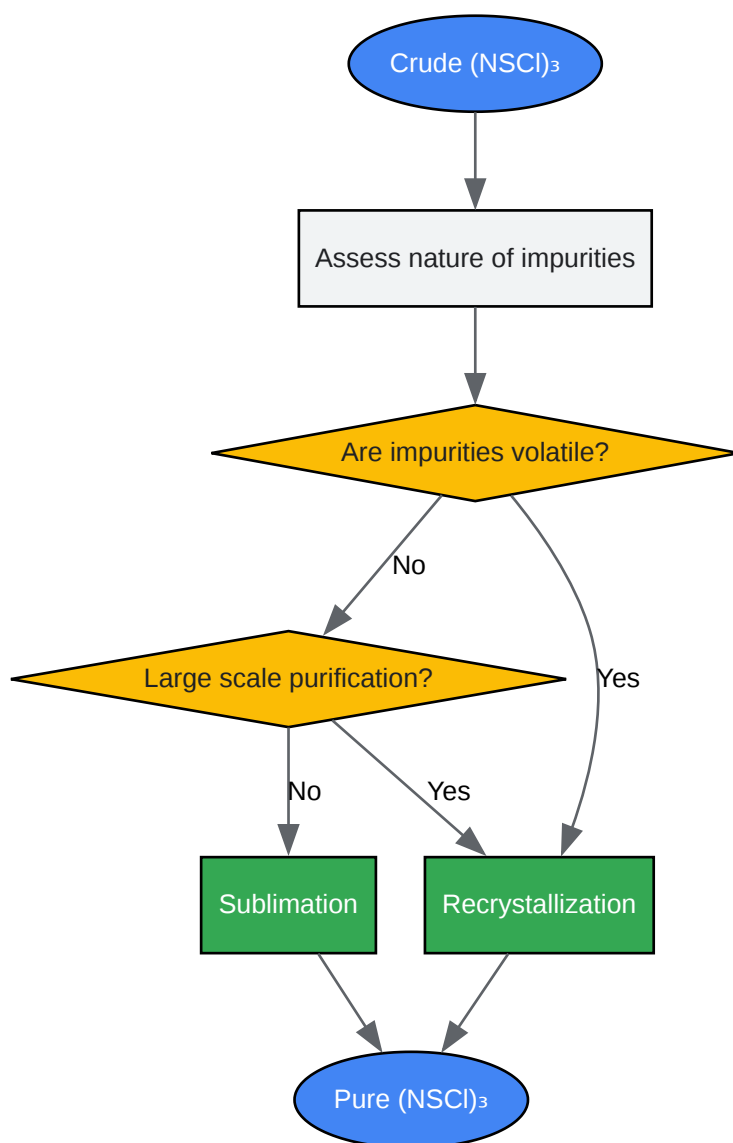 Crude (NSCl)₃
Assess nature of impurities
Are impurities volatile?
No
Large scale purification?
Yes
No
Yes
Sublimation
Recrystallization
Pure (NSCl)₃